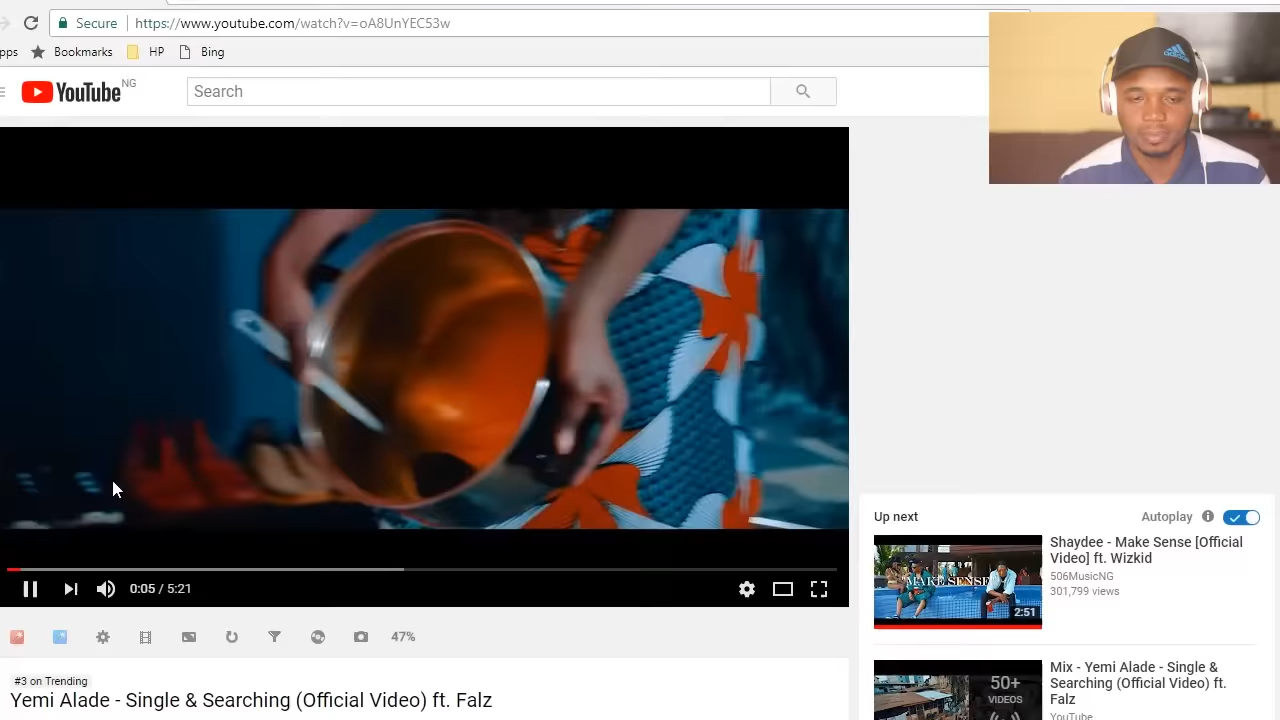 Secure https://www.youtube.com/watch?v=oA8UnYEC53w
pps Bookmarks HP Bing
YouTube NG Search
adidas
0:05 / 5:21
47%
#3 on Trending
Yemi Alade - Single & Searching (Official Video) ft. Falz
Up next Autoplay
Shaydee - Make Sense [Official
Video] ft. Wizkid
506MusicNG
301,799 views
MAKE SENSE
2:51
Mix - Yemi Alade - Single &
Searching (Official Video) ft.
Falz
YouTube
50+
VIDEOS